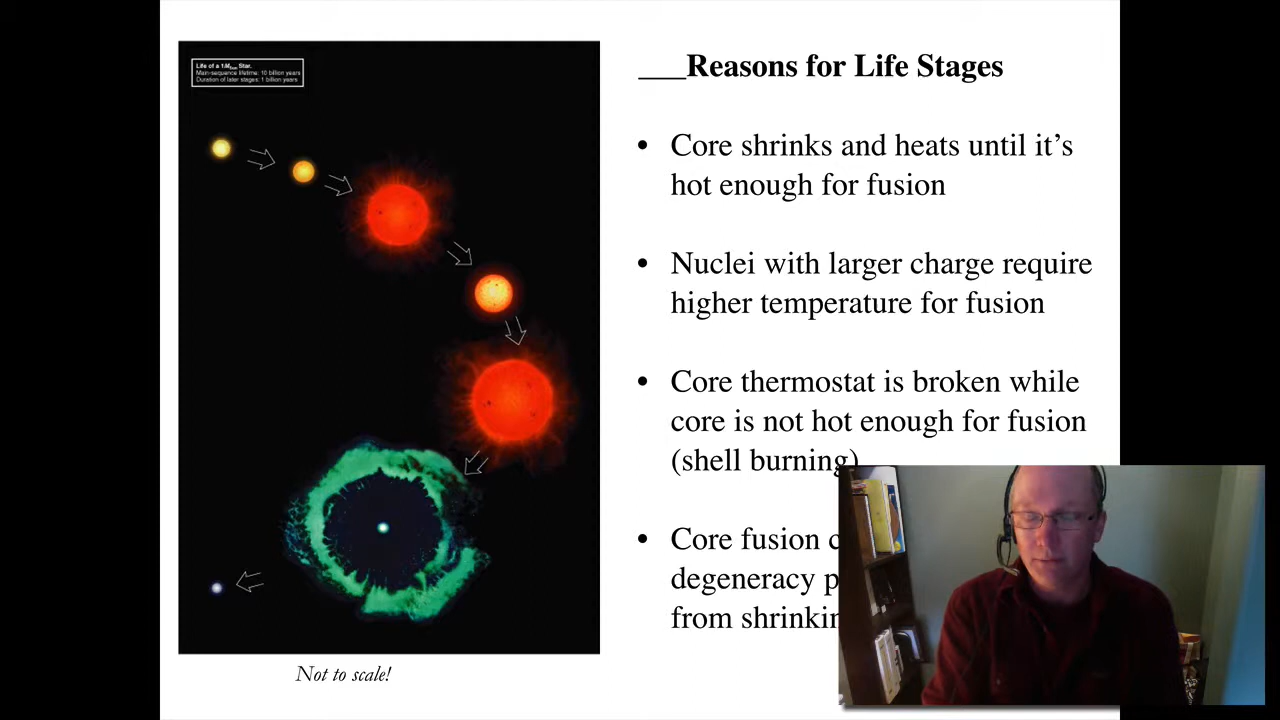 Life of a 1MSun Star.
Main-sequence lifetime: 10 billion years
Duration of later stages: 1 billion years
___Reasons for Life Stages
• Core shrinks and heats until it’s
hot enough for fusion
• Nuclei with larger charge require
higher temperature for fusion
• Core thermostat is broken while
core is not hot enough for fusion
(shell burning)
• Core fusion
degeneracy
from
Not to scale!